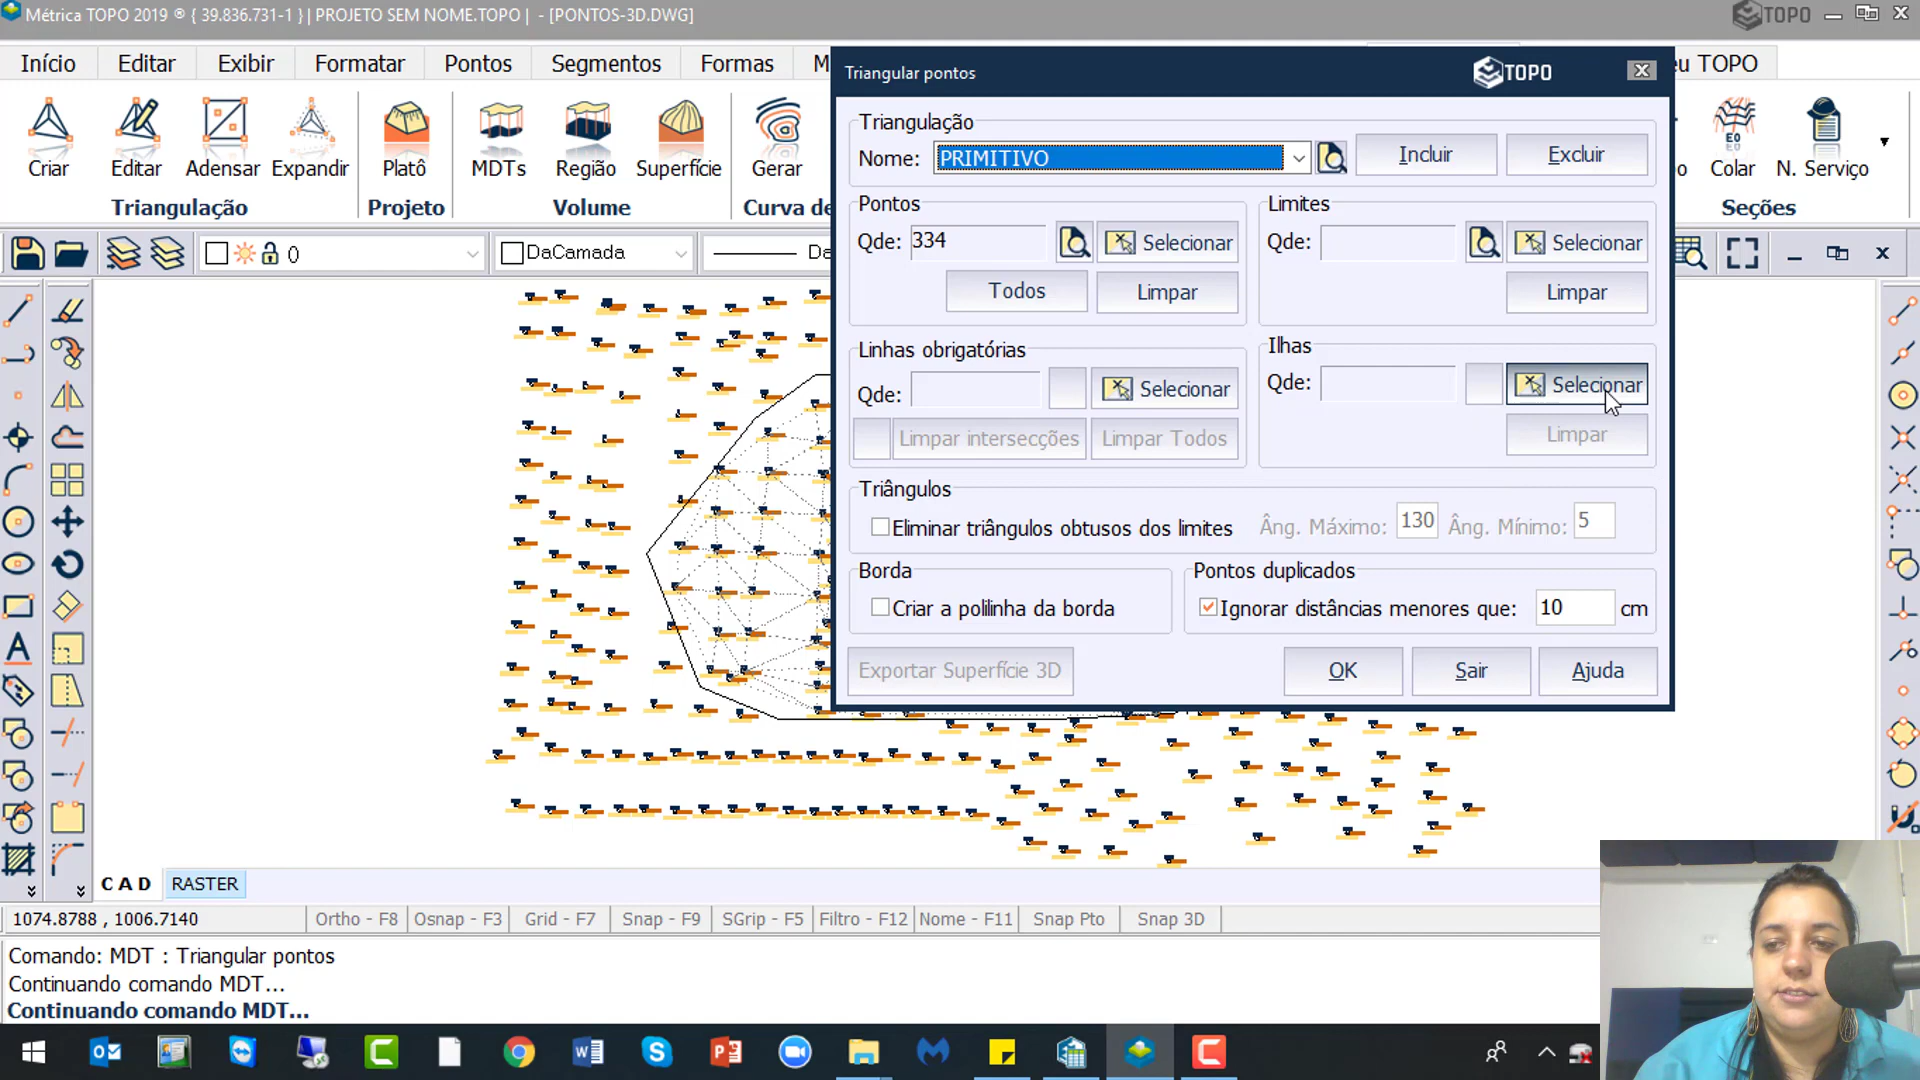 Métrica TOPO 2019 ® { 39.836.731-1 } | PROJETO SEM NOME.TOPO | - [PONTOS-3D.DWG]
TOPO
Início Editar Exibir Formatar Pontos Segmentos Formas M eu TOPO
Criar Editar Adensar Expandir Platô MDTs Região Superfície Gerar
Colar N. Serviço
Triangulação Projeto Volume Curva de Seções
0 DaCamada Da
Triangular pontos
TOPO
Triangulação
Nome: PRIMITIVO Incluir Excluir
Pontos
Qde: 334 Selecionar
Todos Limpar
Limites
Qde: Selecionar
Limpar
Linhas obrigatórias
Qde: Selecionar
Limpar intersecções Limpar Todos
Ilhas
Qde: Selecionar
Limpar
Triângulos
Eliminar triângulos obtusos dos limites Âng. Máximo: 130 Âng. Mínimo: 5
Borda
Criar a polilinha da borda
Pontos duplicados
Ignorar distâncias menores que: 10 cm
Exportar Superfície 3D OK Sair Ajuda
CAD RASTER
1074.8788 , 1006.7140 Ortho - F8 Osnap - F3 Grid - F7 Snap - F9 SGrip - F5 Filtro - F12 Nome - F11 Snap Pto Snap 3D
Comando: MDT : Triangular pontos
Continuando comando MDT...
Continuando comando MDT...